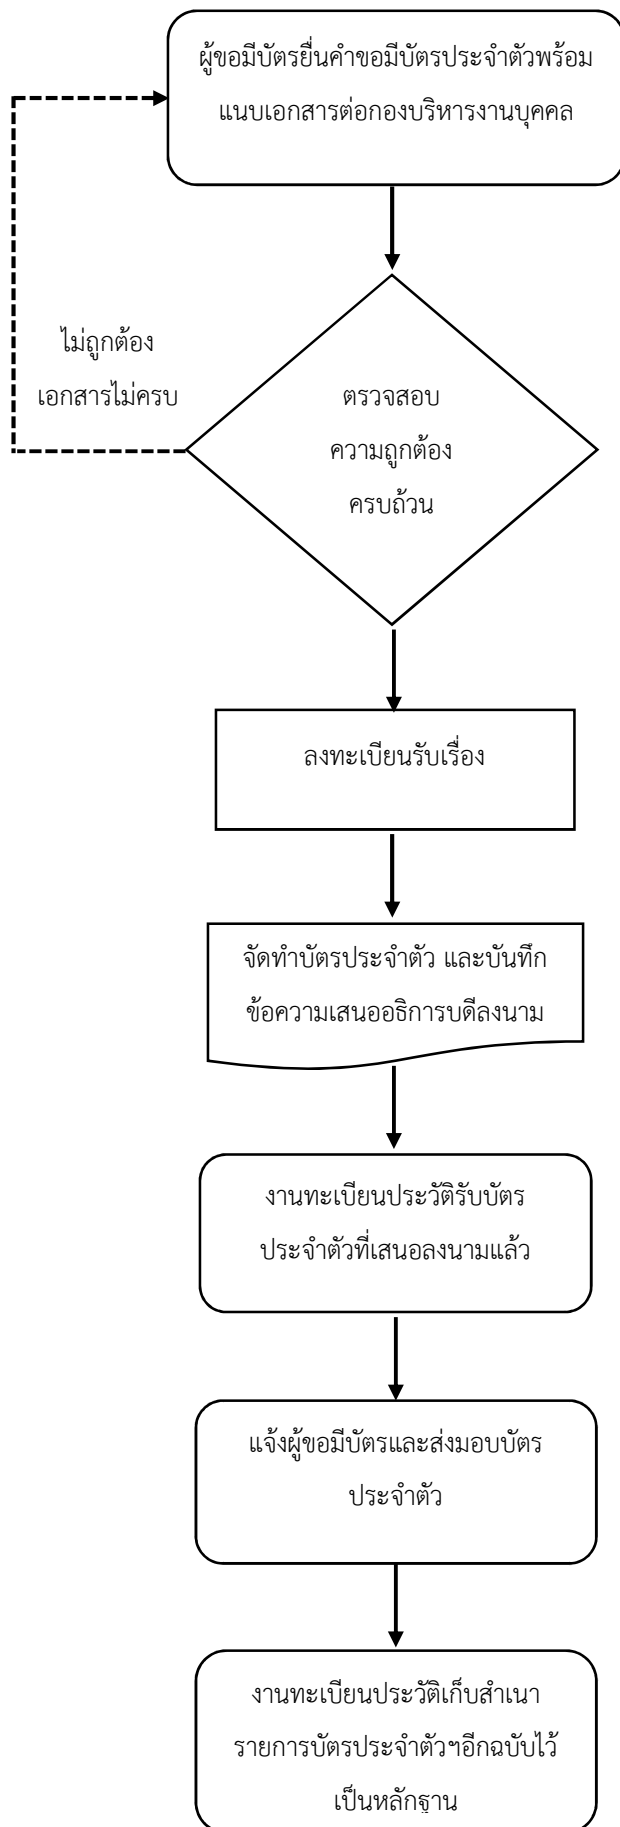 ผู้ขอมีบัตรยื่นคำขอมีบัตรประจำตัวพร้อม
แนบเอกสารต่อกองบริหารงานบุคคล
ไม่ถูกต้อง
เอกสารไม่ครบ
ตรวจสอบ
ความถูกต้อง
ครบถ้วน
ลงทะเบียนรับเรื่อง
จัดทำบัตรประจำตัว และบันทึก
ข้อความเสนออธิการบดีลงนาม
งานทะเบียนประวัติรับบัตร
ประจำตัวที่เสนอลงนามแล้ว
แจ้งผู้ขอมีบัตรและส่งมอบบัตร
ประจำตัว
งานทะเบียนประวัติเก็บสำเนา
รายการบัตรประจำตัวฯอีกฉบับไว้
เป็นหลักฐาน